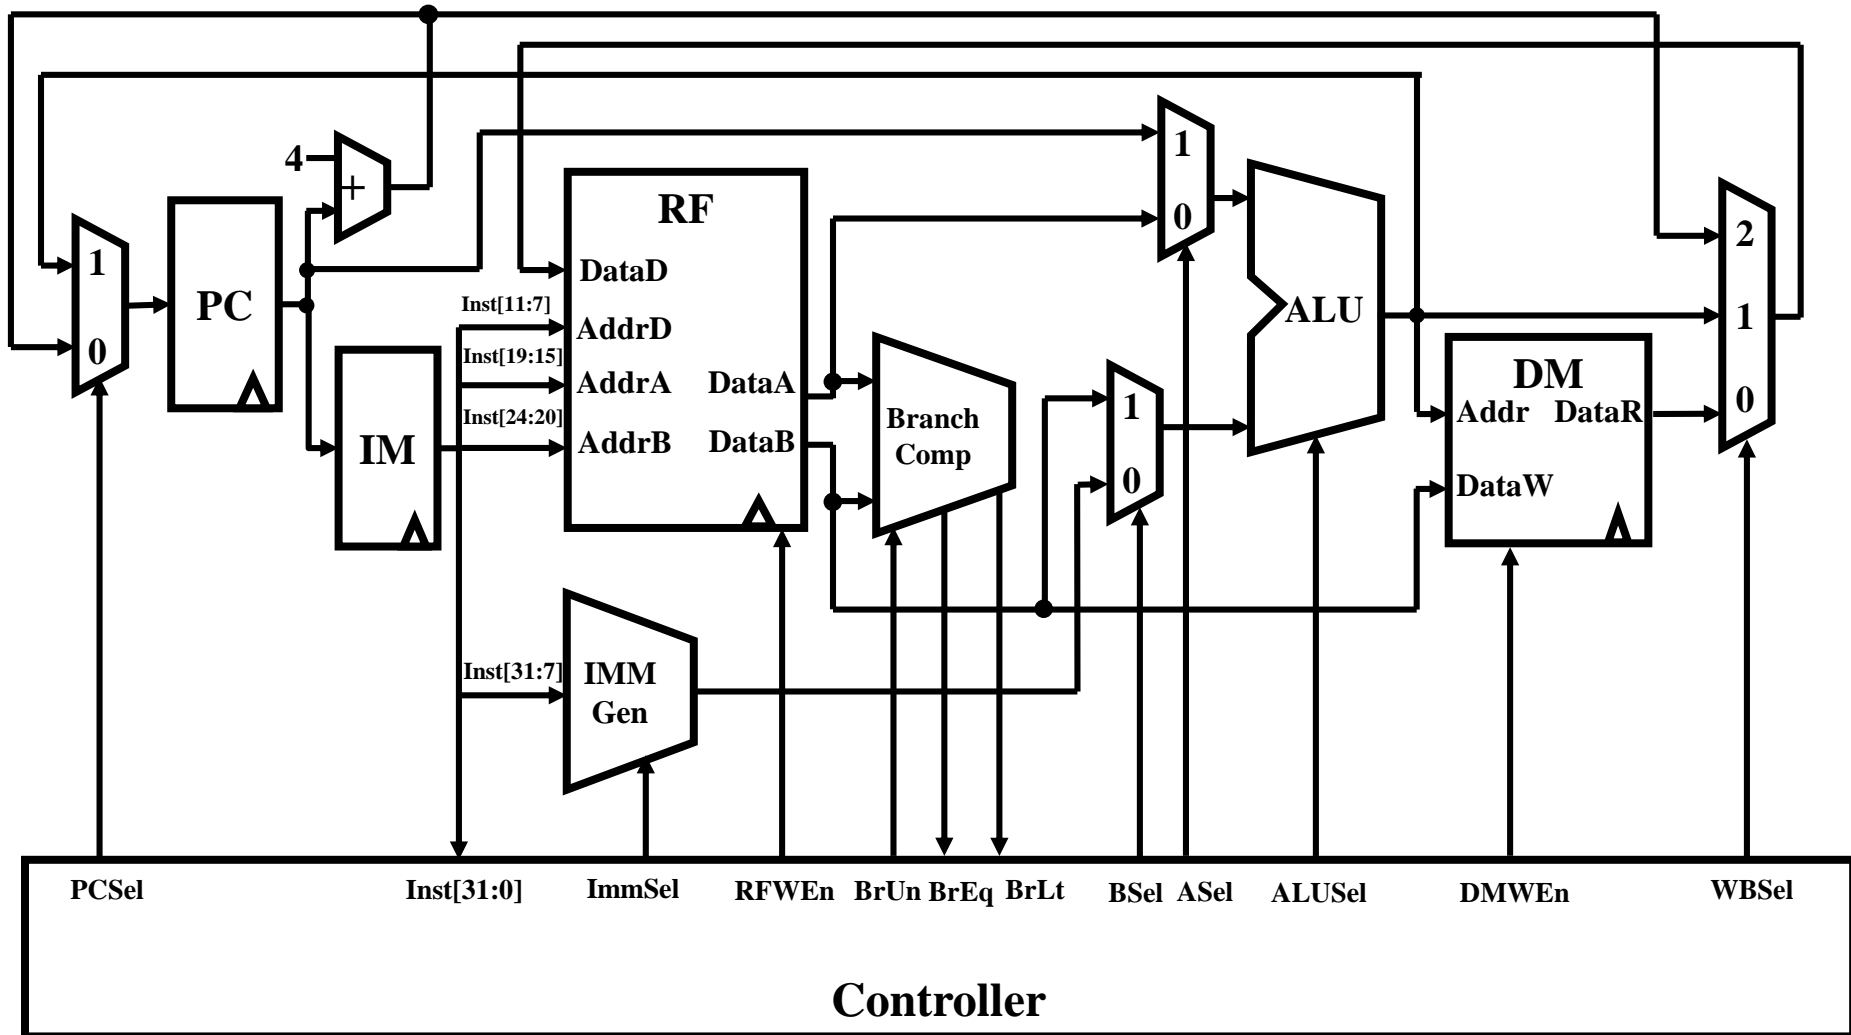 4
+
1
0
PC
IM
RF
DataD
Inst[11:7]
AddrD
Inst[19:15]
AddrA
DataA
Inst[24:20]
AddrB
DataB
Branch
Comp
1
0
1
0
ALU
DM
Addr
DataR
DataW
2
1
0
Inst[31:7]
IMM
Gen
PCSel
Inst[31:0]
ImmSel
RFWEn
BrUn
BrEq
BrLt
BSel
ASel
ALUSel
DMWEn
WBSel
Controller